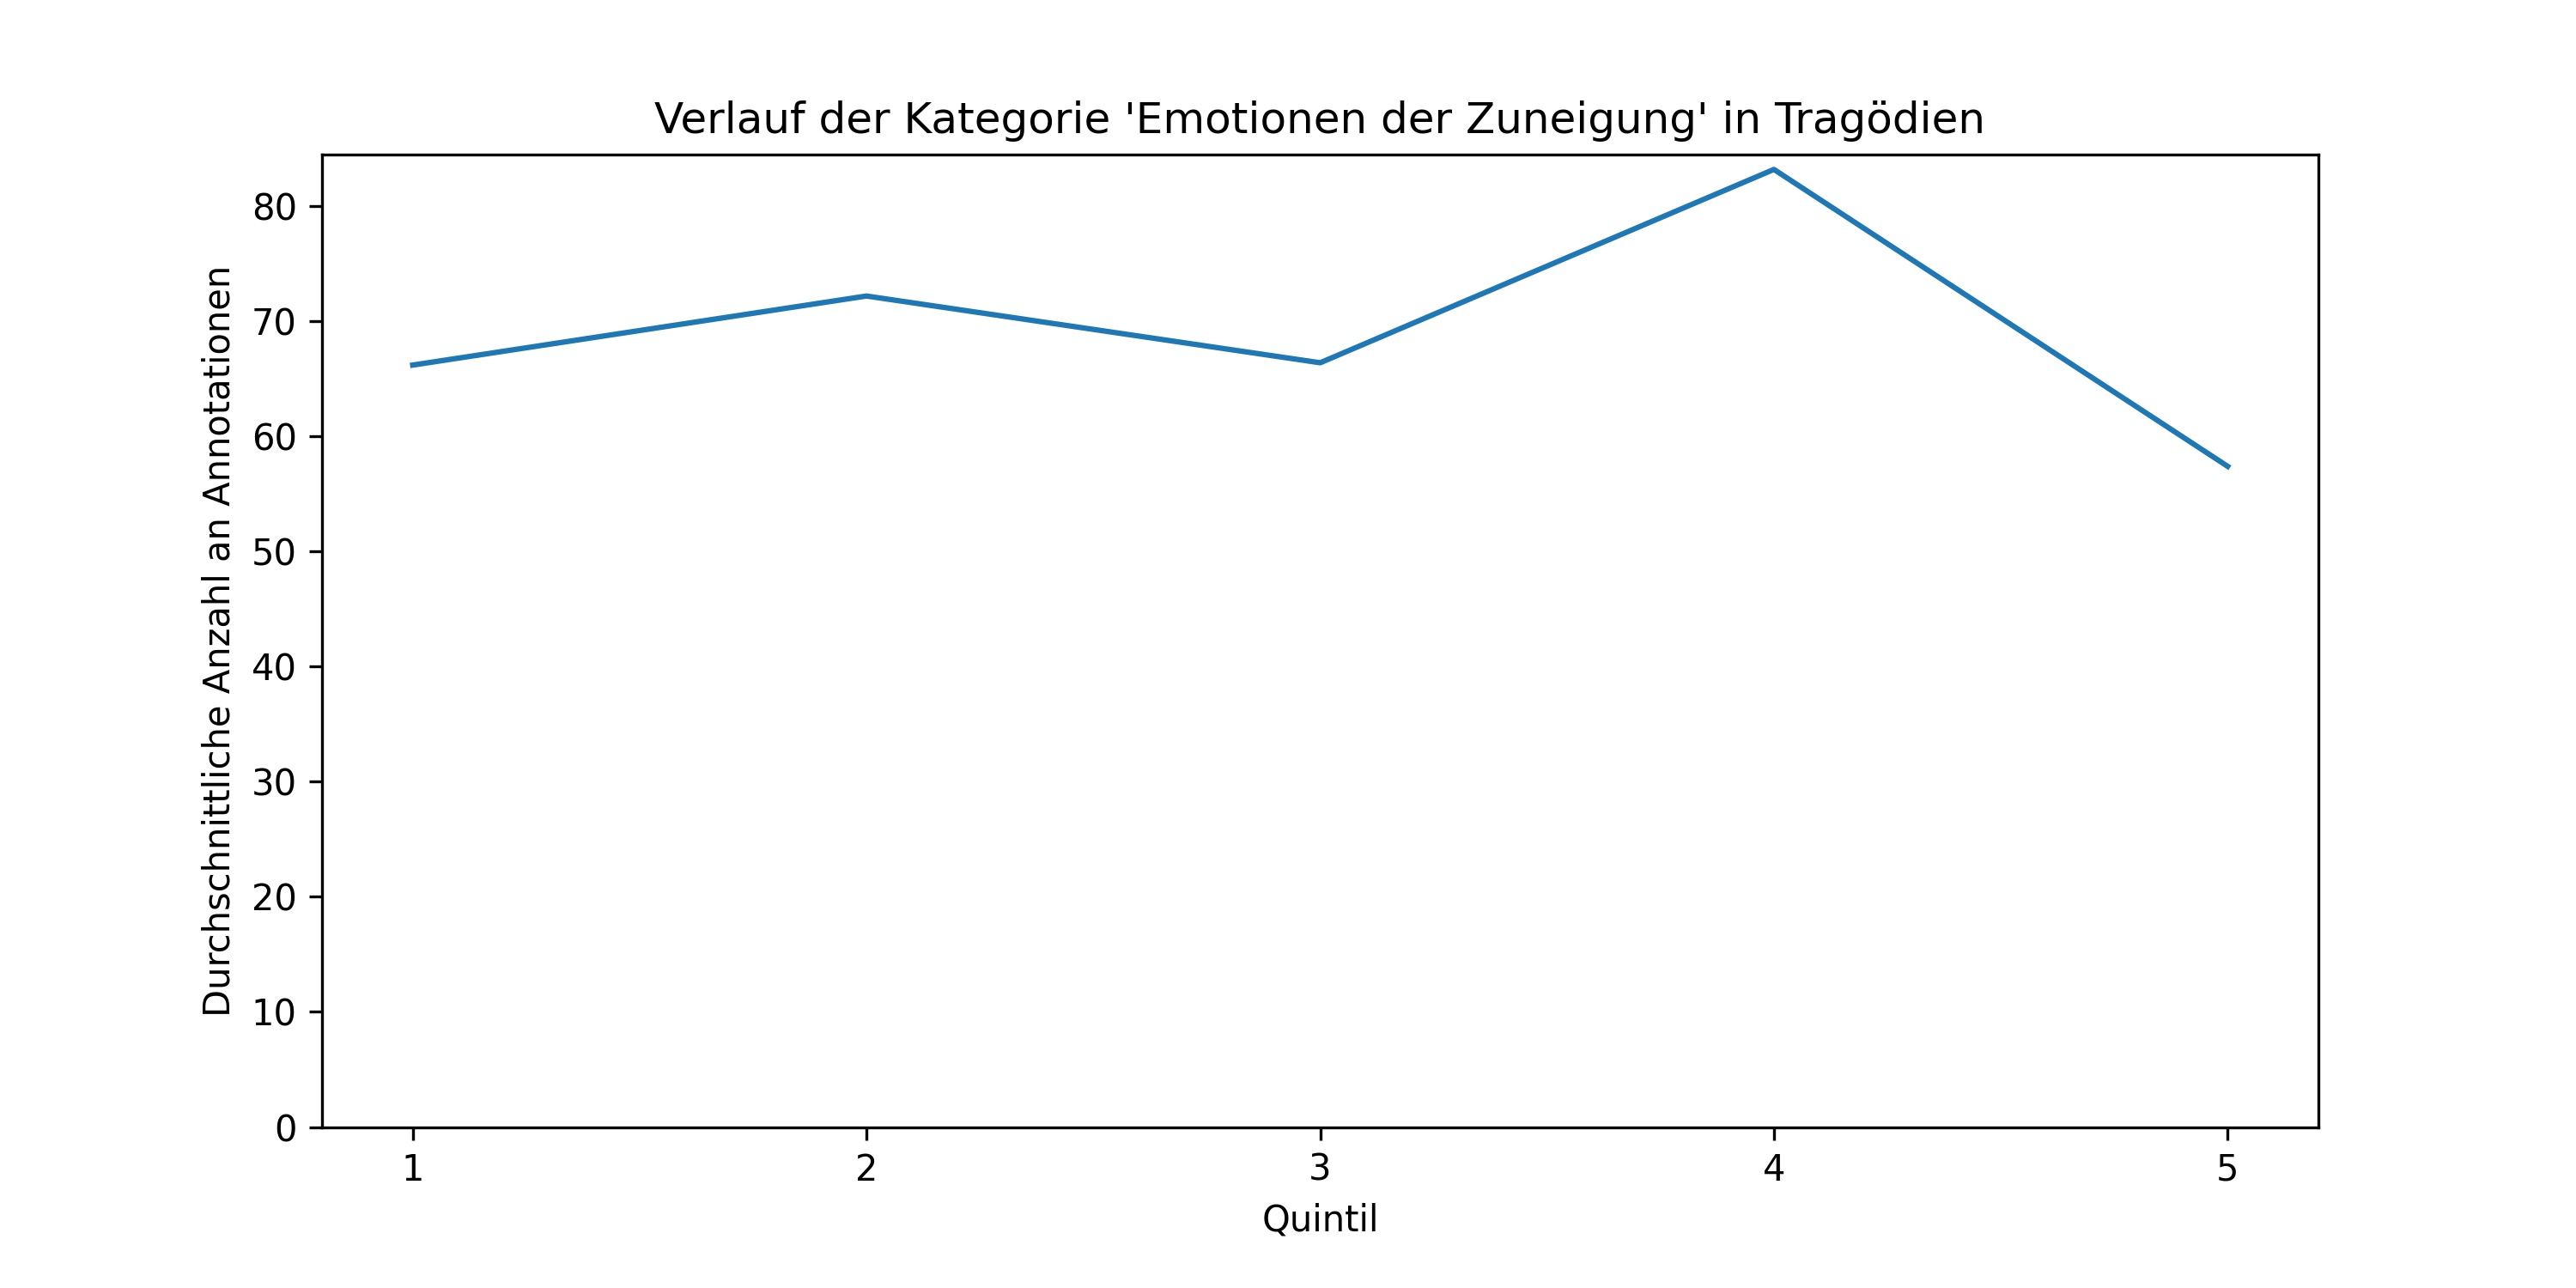 Verlauf der Kategorie 'Emotionen der Zuneigung' in Tragödien
Durchschnittliche Anzahl an Annotationen
80
70
60
50
40
30
20
10
0
1 2 3 4 5
Quintil